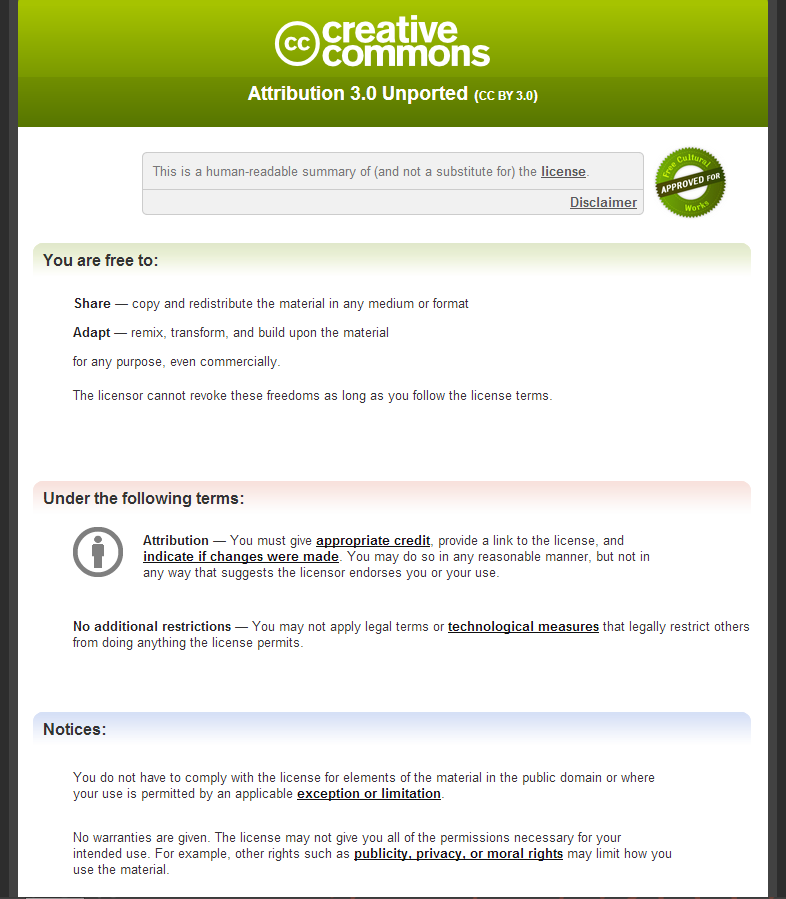 cc creative
commons
Attribution 3.0 Unported (CC BY 3.0)
This is a human-readable summary of (and not a substitute for) the license.
Disclaimer
Free Cultural
APPROVED FOR
Works
You are free to:
Share — copy and redistribute the material in any medium or format
Adapt — remix, transform, and build upon the material
for any purpose, even commercially.
The licensor cannot revoke these freedoms as long as you follow the license terms.
Under the following terms:
Attribution — You must give appropriate credit, provide a link to the license, and
indicate if changes were made. You may do so in any reasonable manner, but not in
any way that suggests the licensor endorses you or your use.
No additional restrictions — You may not apply legal terms or technological measures that legally restrict others
from doing anything the license permits.
Notices:
You do not have to comply with the license for elements of the material in the public domain or where
your use is permitted by an applicable exception or limitation.
No warranties are given. The license may not give you all of the permissions necessary for your
intended use. For example, other rights such as publicity, privacy, or moral rights may limit how you
use the material.